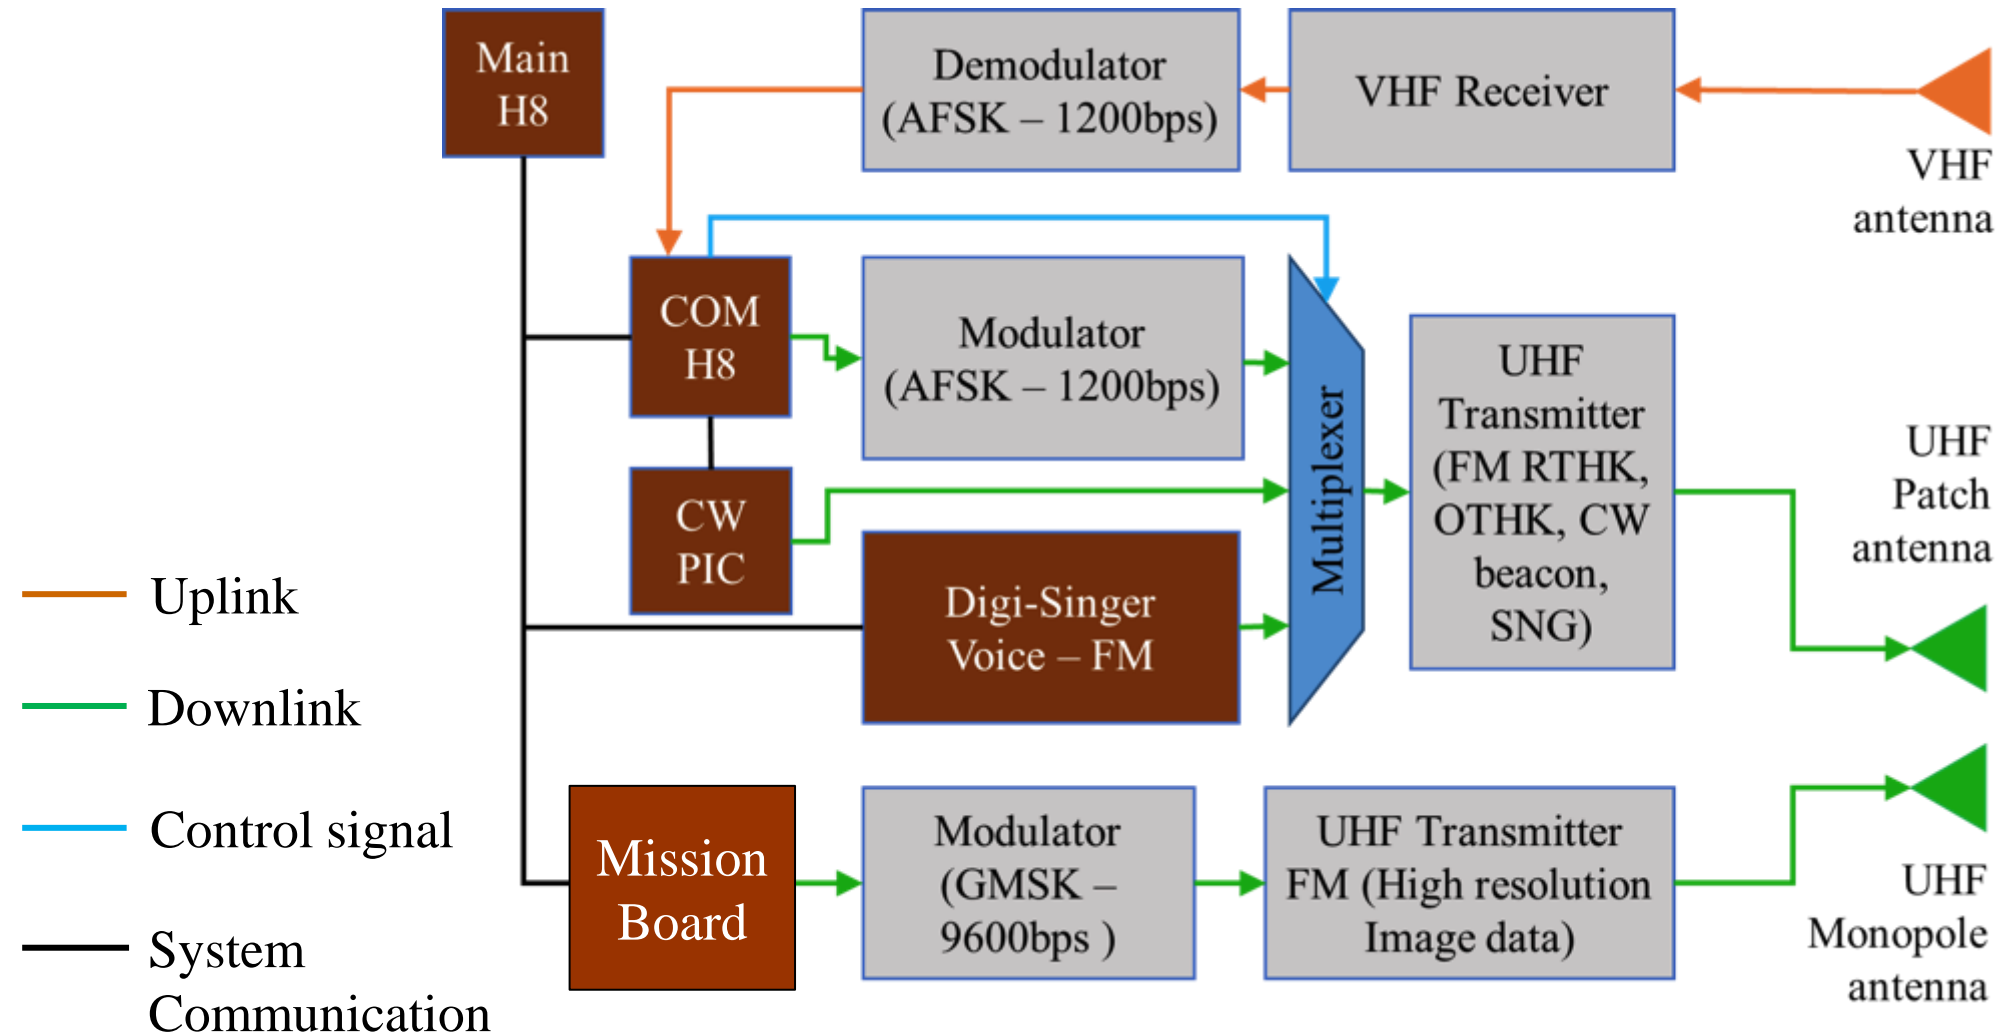 Main
H8
Demodulator
(AFSK – 1200bps)
VHF Receiver
VHF
antenna
COM
H8
Modulator
(AFSK – 1200bps)
Multiplexer
UHF
Transmitter
(FM RTHK,
OTHK, CW
beacon,
SNG)
UHF
Patch
antenna
CW
PIC
Digi-Singer
Voice – FM
Mission
Board
Modulator
(GMSK –
9600bps )
UHF Transmitter
FM (High resolution
Image data)
UHF
Monopole
antenna
Uplink
Downlink
Control signal
System
Communication